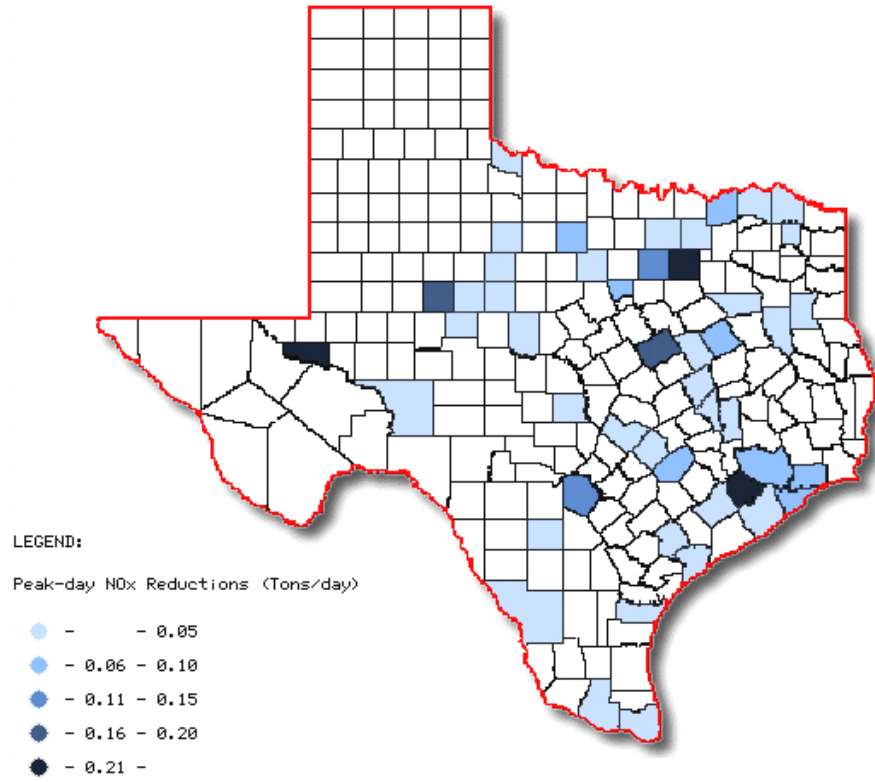 LEGEND:
Peak-day NOx Reductions (Tons/day)
- - 0.05
- 0.06 - 0.10
- 0.11 - 0.15
- 0.16 - 0.20
- 0.21 -